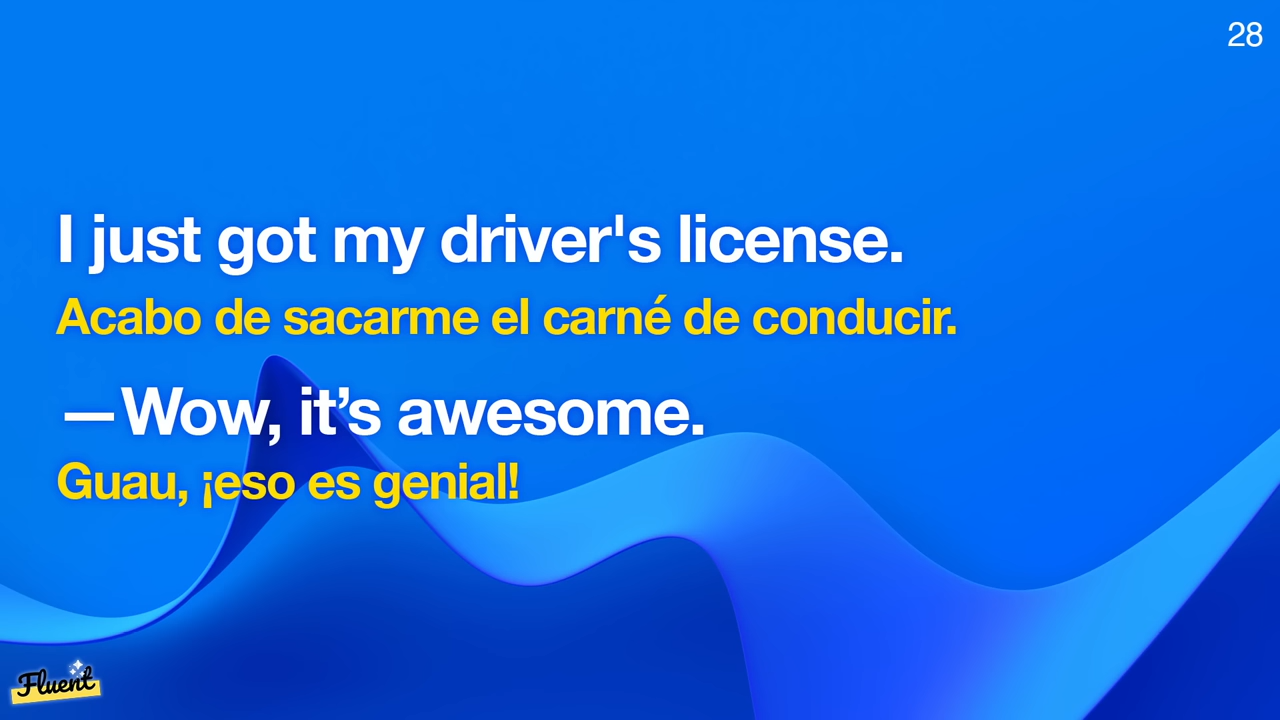 28
I just got my driver's license.
Acabo de sacarme el carné de conducir.
—Wow, it’s awesome.
Guau, ¡eso es genial!
Fluent